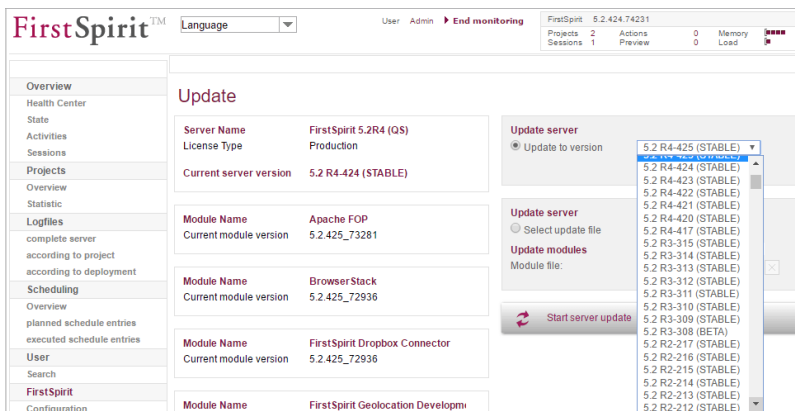 FirstSpirit™
Language
User Admin End monitoring
FirstSpirit 5.2.424.74231
Projects 2 Actions 0 Memory
Sessions 1 Preview 0 Load
Overview
Health Center
State
Activities
Sessions
Projects
Overview
Statistic
Logfiles
complete server
according to project
according to deployment
Scheduling
Overview
planned schedule entries
executed schedule entries
User
Search
FirstSpirit
Configuration
Update
Server Name FirstSpirit 5.2R4 (QS)
License Type Production
Current server version 5.2 R4-424 (STABLE)
Module Name Apache FOP
Current module version 5.2.425_73281
Module Name BrowserStack
Current module version 5.2.425_72936
Module Name FirstSpirit Dropbox Connector
Current module version 5.2.425_72936
Module Name FirstSpirit Geolocation Developme
Update server
Update to version 5.2 R4-425 (STABLE)
Update server
Select update file
Update modules
Module file:
Start server update
5.2 R4-425 (STABLE)
5.2 R4-424 (STABLE)
5.2 R4-423 (STABLE)
5.2 R4-422 (STABLE)
5.2 R4-421 (STABLE)
5.2 R4-420 (STABLE)
5.2 R4-417 (STABLE)
5.2 R3-315 (STABLE)
5.2 R3-314 (STABLE)
5.2 R3-313 (STABLE)
5.2 R3-312 (STABLE)
5.2 R3-311 (STABLE)
5.2 R3-310 (STABLE)
5.2 R3-309 (STABLE)
5.2 R3-308 (BETA)
5.2 R2-217 (STABLE)
5.2 R2-216 (STABLE)
5.2 R2-215 (STABLE)
5.2 R2-214 (STABLE)
5.2 R2-213 (STABLE)
5.2 R2-212 (STABLE)